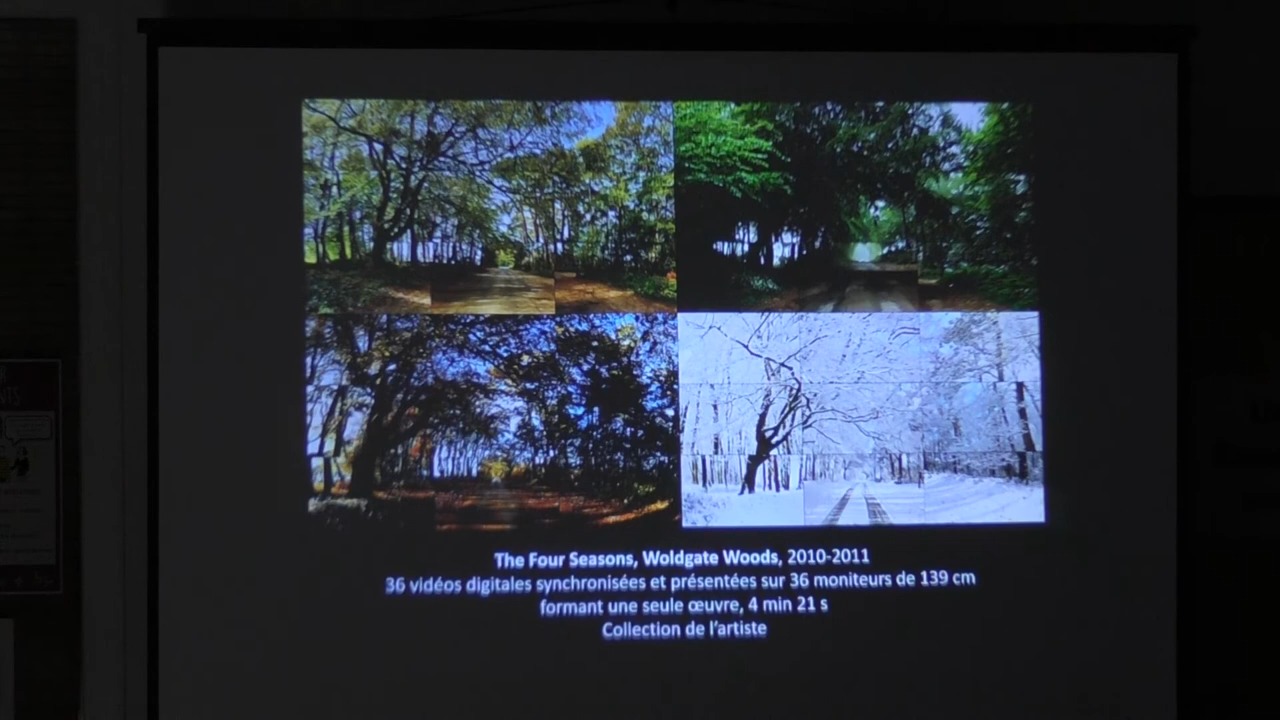 The Four Seasons, Woldgate Woods, 2010-2011
36 vidéos digitales synchronisées et présentées sur 36 moniteurs de 139 cm
formant une seule œuvre, 4 min 21 s
Collection de l'artiste